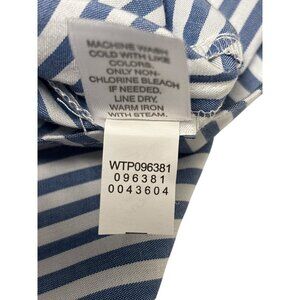 MACHINE WASH
COLD WITH LIKE
COLORS.
ONLY NON-
CHLORINE BLEACH
IF NEEDED.
LINE DRY.
WARM IRON
WITH STEAM.
WTP096381
096381
0043604